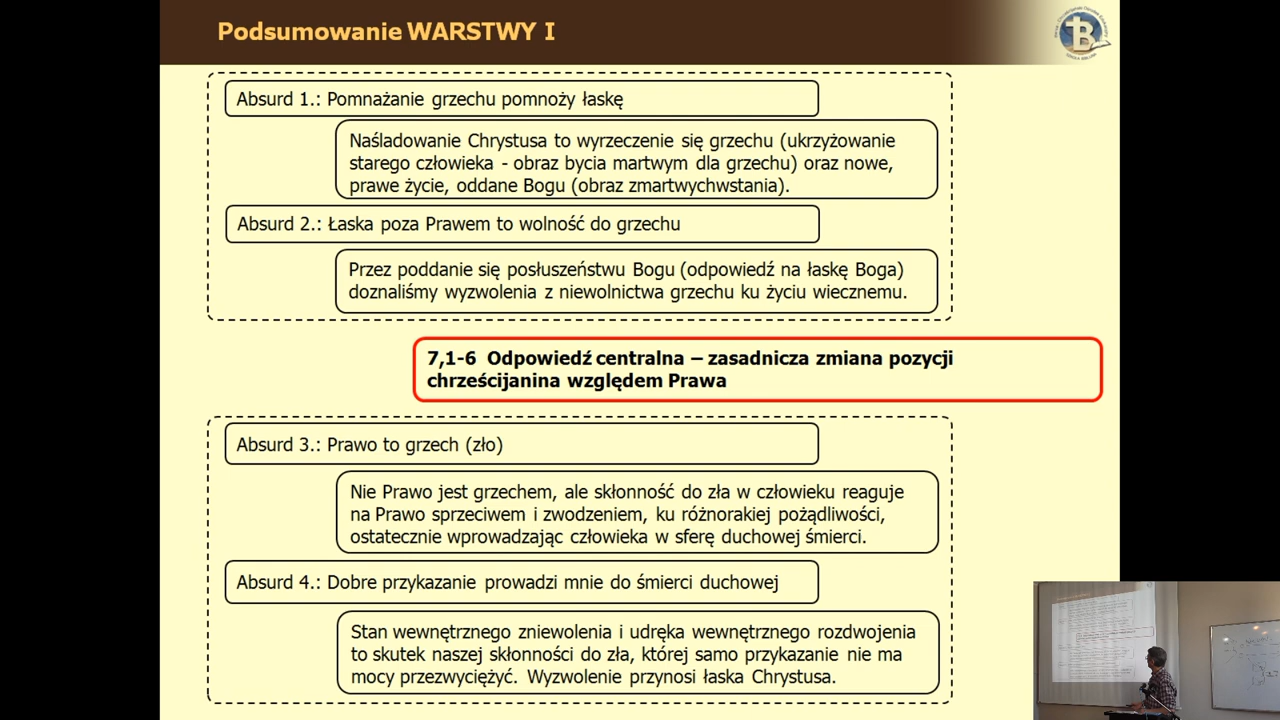 Podsumowanie WARSTWY I
Absurd 1.: Pomnażanie grzechu pomnoży łaskę
Naśladowanie Chrystusa to wyrzeczenie się grzechu (ukrzyżowanie
starego człowieka - obraz bycia martwym dla grzechu) oraz nowe,
prawe życie, oddane Bogu (obraz zmartwychwstania).
Absurd 2.: Łaska poza Prawem to wolność do grzechu
Przez poddanie się posłuszeństwu Bogu (odpowiedź na łaskę Boga)
doznaliśmy wyzwolenia z niewolnictwa grzechu ku życiu wiecznemu.
7,1-6 Odpowiedź centralna – zasadnicza zmiana pozycji
chrześcijanina względem Prawa
Absurd 3.: Prawo to grzech (zło)
Nie Prawo jest grzechem, ale skłonność do zła w człowieku reaguje
na Prawo sprzeciwem i zwodzeniem, ku różnorakiej pożądliwości,
ostatecznie wprowadzając człowieka w sferę duchowej śmierci.
Absurd 4.: Dobre przykazanie prowadzi mnie do śmierci duchowej
Stan wewnętrznego zniewolenia i udręka wewnętrznego rozdwojenia
to skutek naszej skłonności do zła, której samo przykazanie nie ma
mocy przezwyciężyć. Wyzwolenie przynosi łaska Chrystusa.